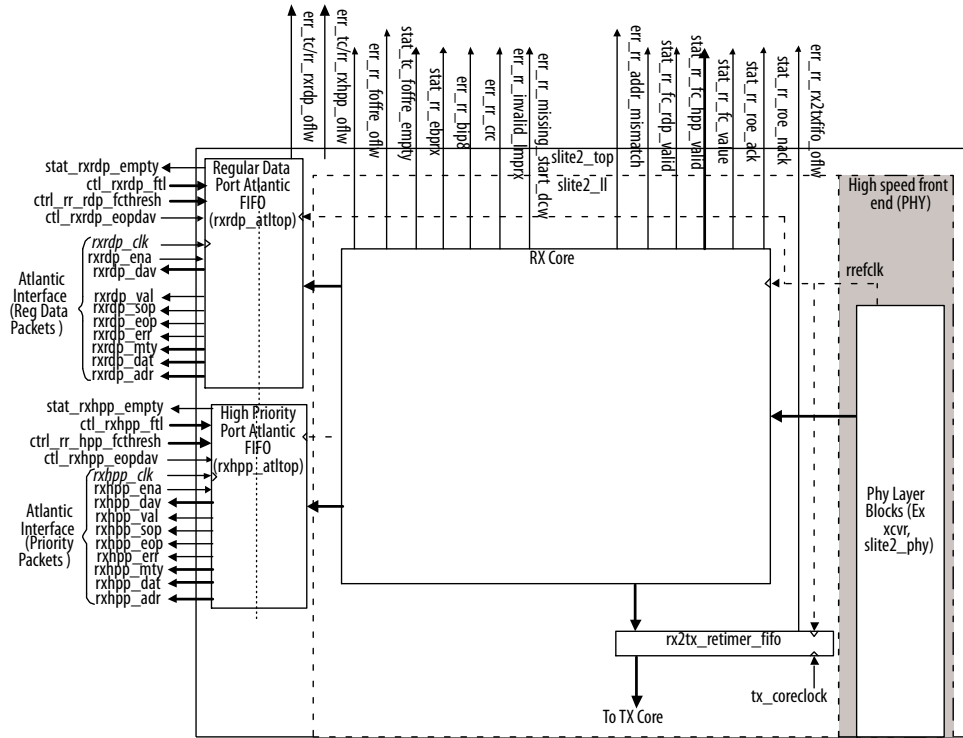 err_tc/rr_rxrdp_oflw
err_tc/rr_rxhpp_oflw
err_rr_foffre_oflw
stat_tc_foffre_empty
stat_rr_ebprx
err_rr_bip8
err_rr_crc
err_rr_invalid_lmprx
err_rr_missing_start_dcw
err_rr_addr_mismatch
stat_rr_fc_rdp_valid
stat_rr_fc_hpp_valid
stat_rr_fc_value
stat_rr_roe_ack
stat_rr_roe_nack
err_rr_rx2txfifo_oflw
slite2_top
slite2_ll
stat_rxrdp_empty
ctl_rxrdp_ftl
ctrl_rr_rdp_fcthresh
ctl_rxrdp_eopdav
rxrdp_clk
rxrdp_ena
rxrdp_dav
rxrdp_val
rxrdp_sop
rxrdp_eop
rxrdp_err
rxrdp_mty
rxrdp_dat
rxrdp_adr
Atlantic
Interface
(Reg Data
Packets )
Regular Data
Port Atlantic
FIFO
(rxrdp_atltop)
RX Core
High speed front
end (PHY)
rrefclk
stat_rxhpp_empty
ctl_rxhpp_ftl
ctrl_rr_hpp_fcthresh
ctl_rxhpp_eopdav
rxhpp_clk
rxhpp_ena
rxhpp_dav
rxhpp_val
rxhpp_sop
rxhpp_eop
rxhpp_err
rxhpp_mty
rxhpp_dat
rxhpp_adr
Atlantic
Interface
(Priority
Packets )
High Priority
Port Atlantic
FIFO
(rxhpp_atltop)
Phy Layer
Blocks (Ex
xcvr,
slite2_phy)
rx2tx_retimer_fifo
tx_coreclock
To TX Core